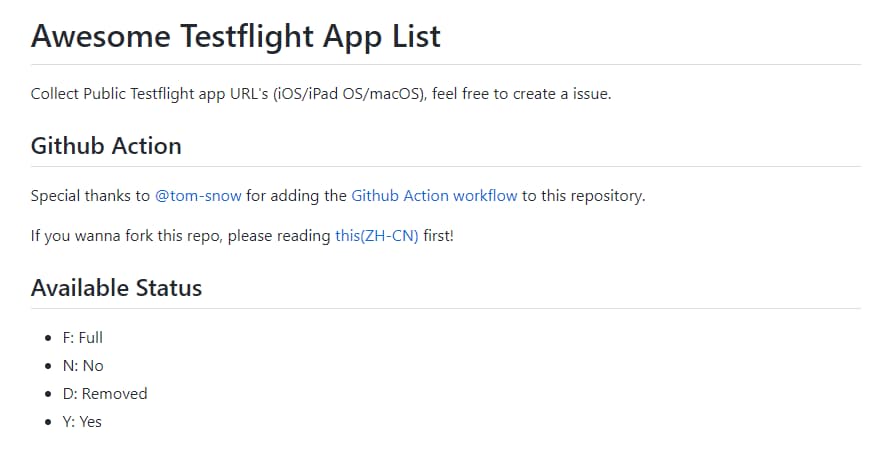 Awesome Testflight App List
Collect Public Testflight app URL's (iOS/iPad OS/macOS), feel free to create a issue.
Github Action
Special thanks to @tom-snow for adding the Github Action workflow to this repository.
If you wanna fork this repo, please reading this(ZH-CN) first!
Available Status
F: Full
N: No
D: Removed
Y: Yes